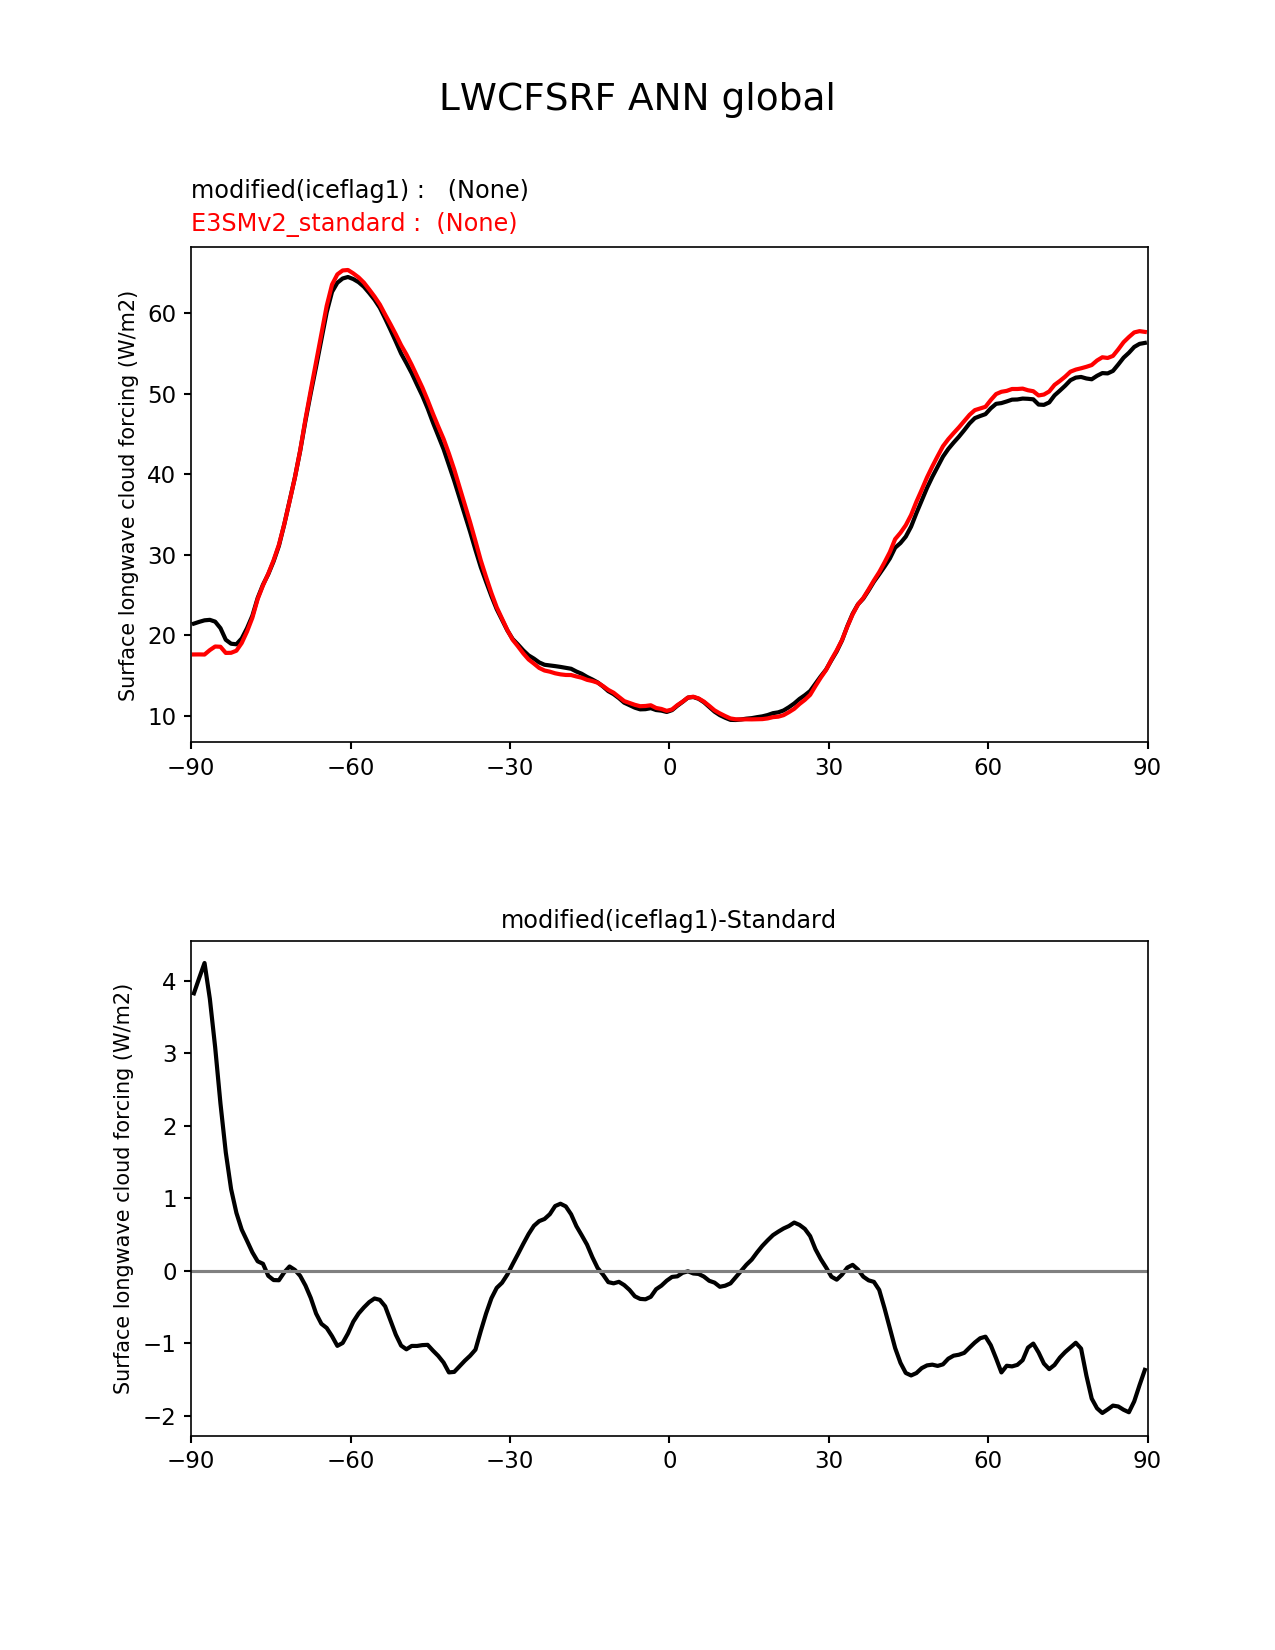 LWCFSRF ANN global
modified(iceflag1) :   (None)
E3SMv2_standard :  (None)
Surface longwave cloud forcing (W/m2)
60
50
40
30
20
10
−90 −60 −30 0 30 60 90
modified(iceflag1)-Standard
Surface longwave cloud forcing (W/m2)
4
3
2
1
0
−1
−2
−90 −60 −30 0 30 60 90